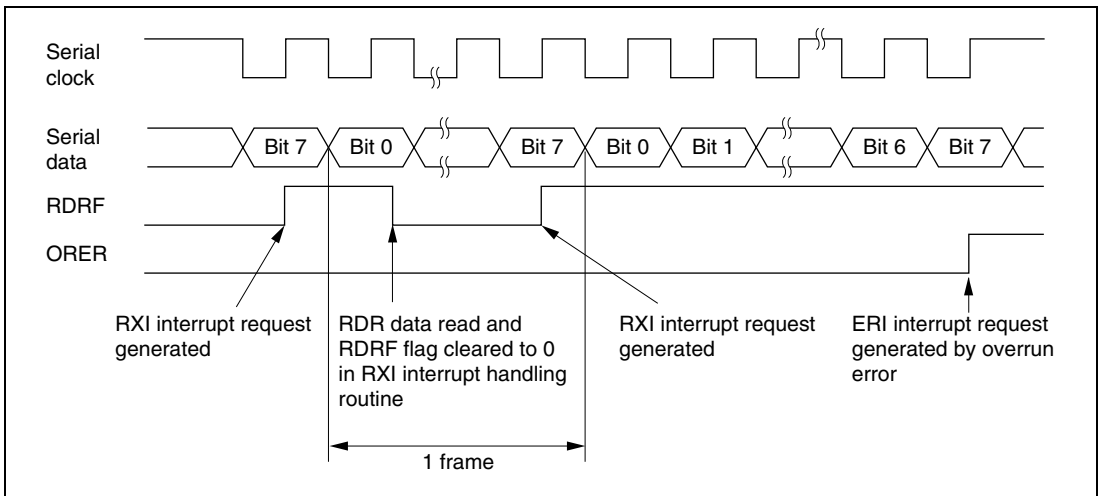 Serial
clock
Serial
data
Bit 7
Bit 0
Bit 7
Bit 0
Bit 1
Bit 6
Bit 7
RDRF
ORER
RXI interrupt request
generated
RDR data read and
RDRF flag cleared to 0
in RXI interrupt handling
routine
RXI interrupt request
generated
ERI interrupt request
generated by overrun
error
1 frame